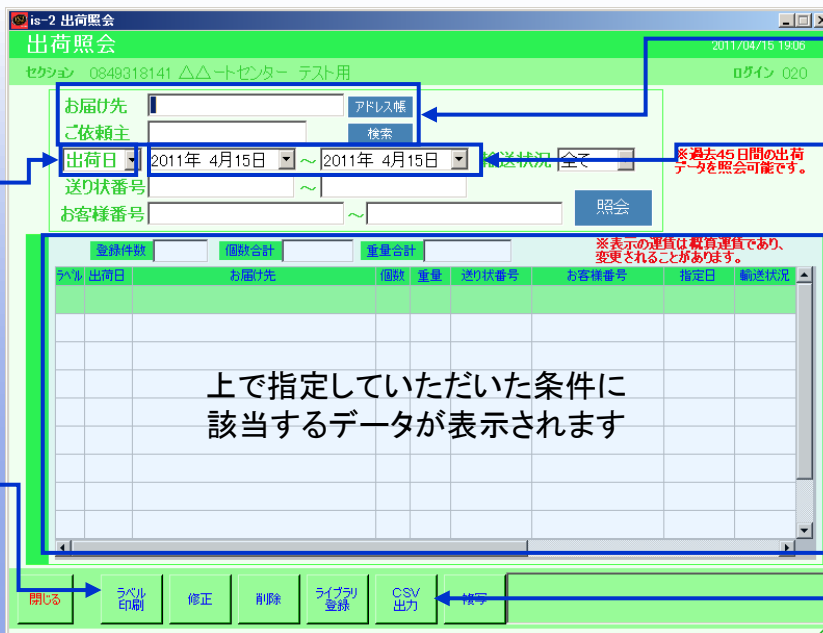 is-2 出荷照会
出荷照会
2011/04/15 19:06
セクション 0849318141 △△ートセンター テスト用
ログイン 020
お届け先
アドレス帳
ご依頼主
検索
出荷日 2011年 4月15日 ～ 2011年 4月15日 輸送状況 全て
※過去45日間の出荷
データを照会可能です。
送り状番号 ～
お客様番号 ～
照会
登録件数 個数合計 重量合計
※表示の運賃は概算運賃であり、
変更されることがあります。
ラベル 出荷日 お届け先 個数 重量 送り状番号 お客様番号 指定日 輸送状況
上で指定していただいた条件に
該当するデータが表示されます
閉じる
ラベル
印刷
修正
削除
ライブラリ
登録
CSV
出力
複写